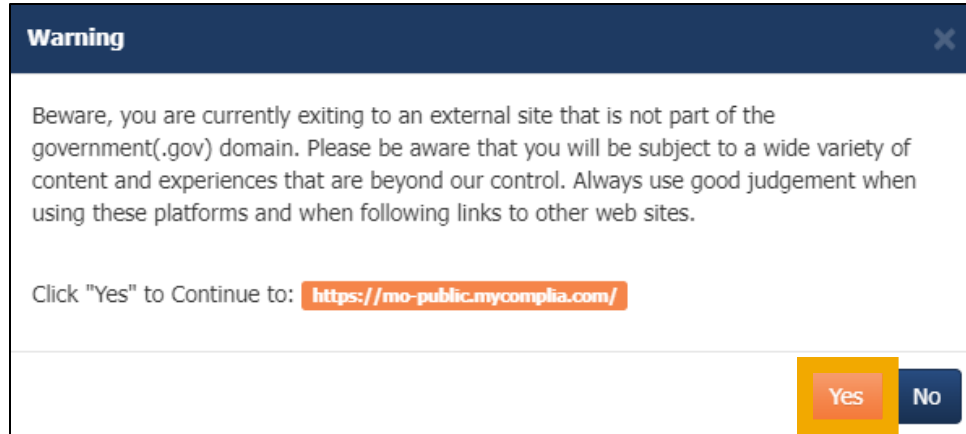 Warning
Beware, you are currently exiting to an external site that is not part of the
government(.gov) domain. Please be aware that you will be subject to a wide variety of
content and experiences that are beyond our control. Always use good judgement when
using these platforms and when following links to other web sites.
Click "Yes" to Continue to: https://mo-public.mycomplia.com/
Yes No